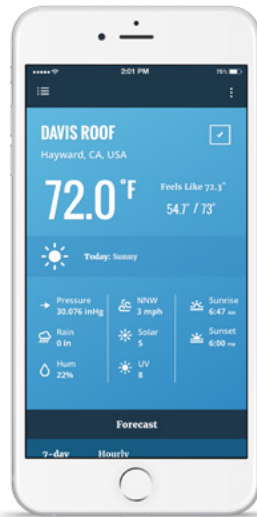 2:01 PM
76%
DAVIS ROOF
Hayward, CA, USA
72.0°F
Feels Like 72.3°
54.7° / 73°
Today: Sunny
Pressure
30.076 inHg
NNW
3 mph
Sunrise
6:47 AM
Rain
0 in
Solar
5
Sunset
6:00 PM
Hum
22%
UV
8
Forecast
7-day Hourly